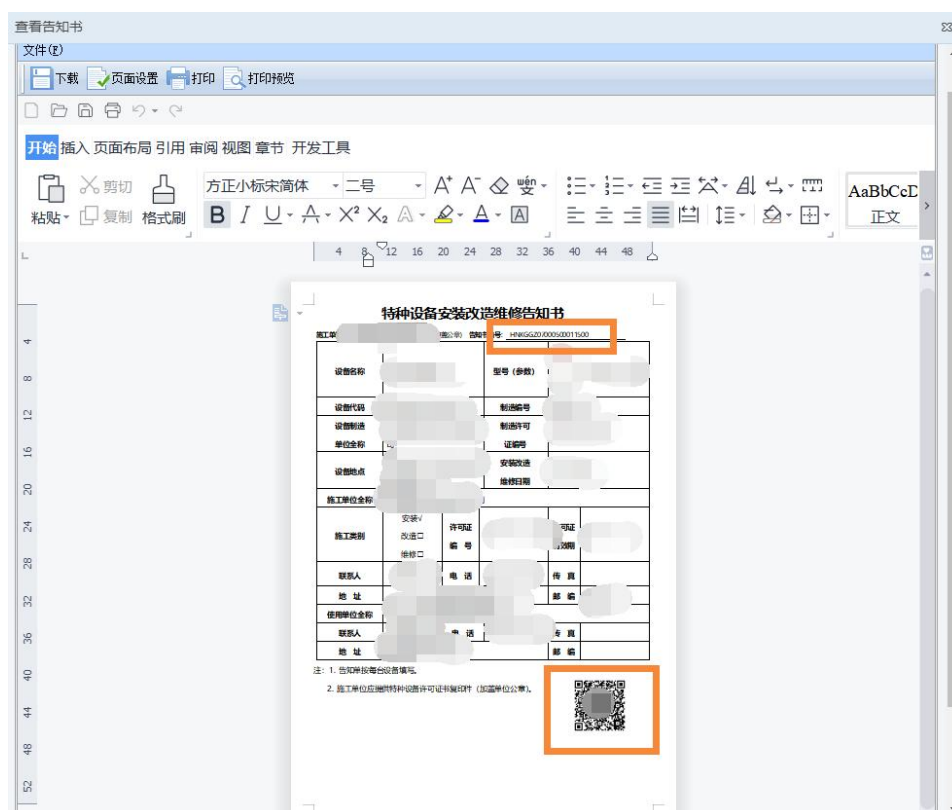 查看告知书
文件(F)
下载 页面设置 打印 打印预览
开始 插入 页面布局 引用 审阅 视图 章节 开发工具
剪切 方正小标宋简体 二号 A⁺ A⁻ wén AaBbCcD
粘贴 复制 格式刷 B I U A X² X₂ A A A 正文
4 8 12 16 20 24 28 32 36 40 44 48
特种设备安装改造维修告知书
施工单 公章) 告知 号: HNKGGZ0700050001150
设备名称 型号(参数)
设备代码 制造编号
设备制造 制造许可
单位全称 证编号
设备地点 安装改造
维修日期
施工单位全称
安装√
施工类别 改造□ 许可证
编 号 可证
效期
维修□
联系人 电 话 传 真
地 址 邮 编
使用单位全称
联系人 电 话 传 真
地 址 邮 编
注:1. 告知单按每台设备填写。
2. 施工单位应提供特种设备许可证书复印件(加盖单位公章)。
4
8
12
16
20
24
28
32
36
40
44
48
52